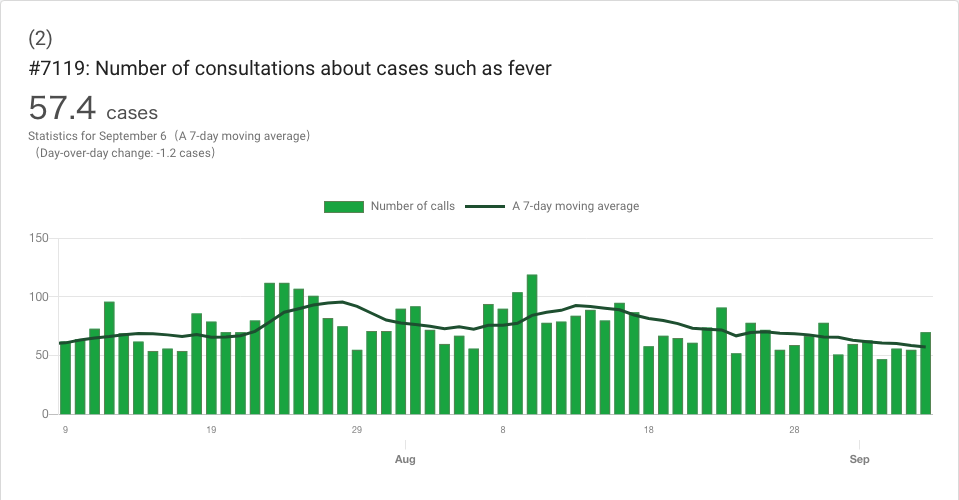 (2)
#7119: Number of consultations about cases such as fever
57.4 cases
Statistics for September 6（A 7-day moving average）
（Day-over-day change: -1.2 cases）
Number of calls A 7-day moving average
150
100
50
0
9 19 29 8 18 28
Aug Sep